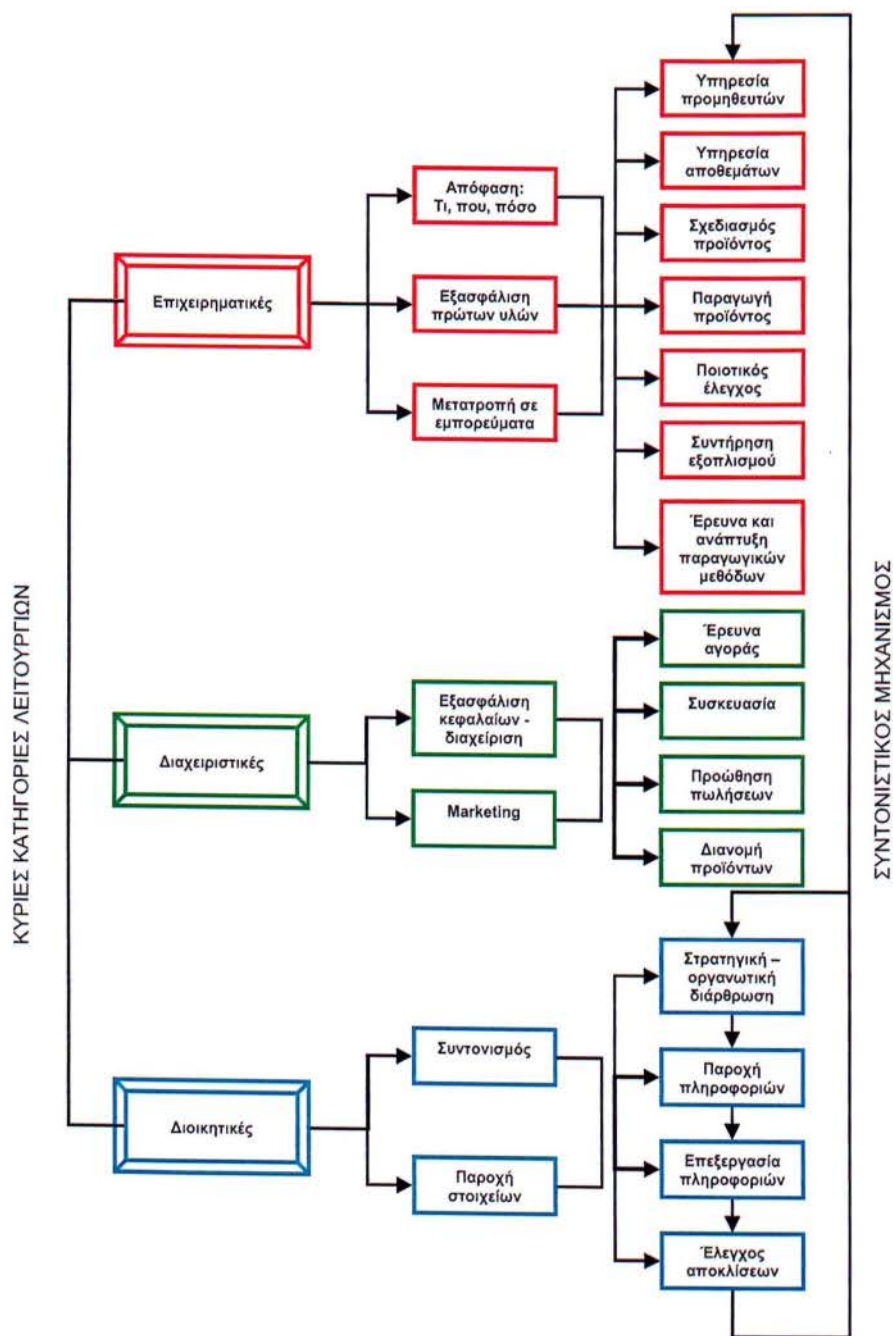 ΚΥΡΙΕΣ ΚΑΤΗΓΟΡΙΕΣ ΛΕΙΤΟΥΡΓΙΩΝ
Επιχειρηματικές
Απόφαση:
Τι, που, πόσο
Εξασφάλιση
πρώτων υλών
Μετατροπή σε
εμπορεύματα
Υπηρεσία
προμηθευτών
Υπηρεσία
αποθεμάτων
Σχεδιασμός
προϊόντος
Παραγωγή
προϊόντος
Ποιοτικός
έλεγχος
Συντήρηση
εξοπλισμού
Έρευνα και
ανάπτυξη
παραγωγικών
μεθόδων
Διαχειριστικές
Εξασφάλιση
κεφαλαίων -
διαχείριση
Marketing
Έρευνα
αγοράς
Συσκευασία
Προώθηση
πωλήσεων
Διανομή
προϊόντων
Διοικητικές
Συντονισμός
Παροχή
στοιχείων
Στρατηγική –
οργανωτική
διάρθρωση
Παροχή
πληροφοριών
Επεξεργασία
πληροφοριών
Έλεγχος
αποκλίσεων
ΣΥΝΤΟΝΙΣΤΙΚΟΣ ΜΗΧΑΝΙΣΜΟΣ